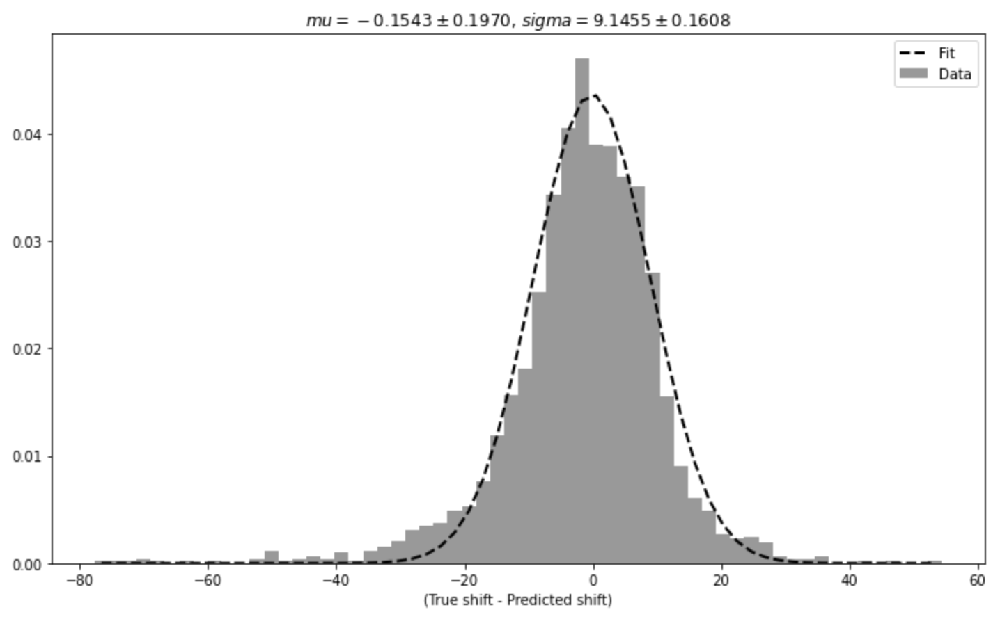 mu = −0.1543 ± 0.1970, sigma = 9.1455 ± 0.1608
Fit
Data
0.04
0.03
0.02
0.01
0.00
−80 −60 −40 −20 0 20 40 60
(True shift - Predicted shift)